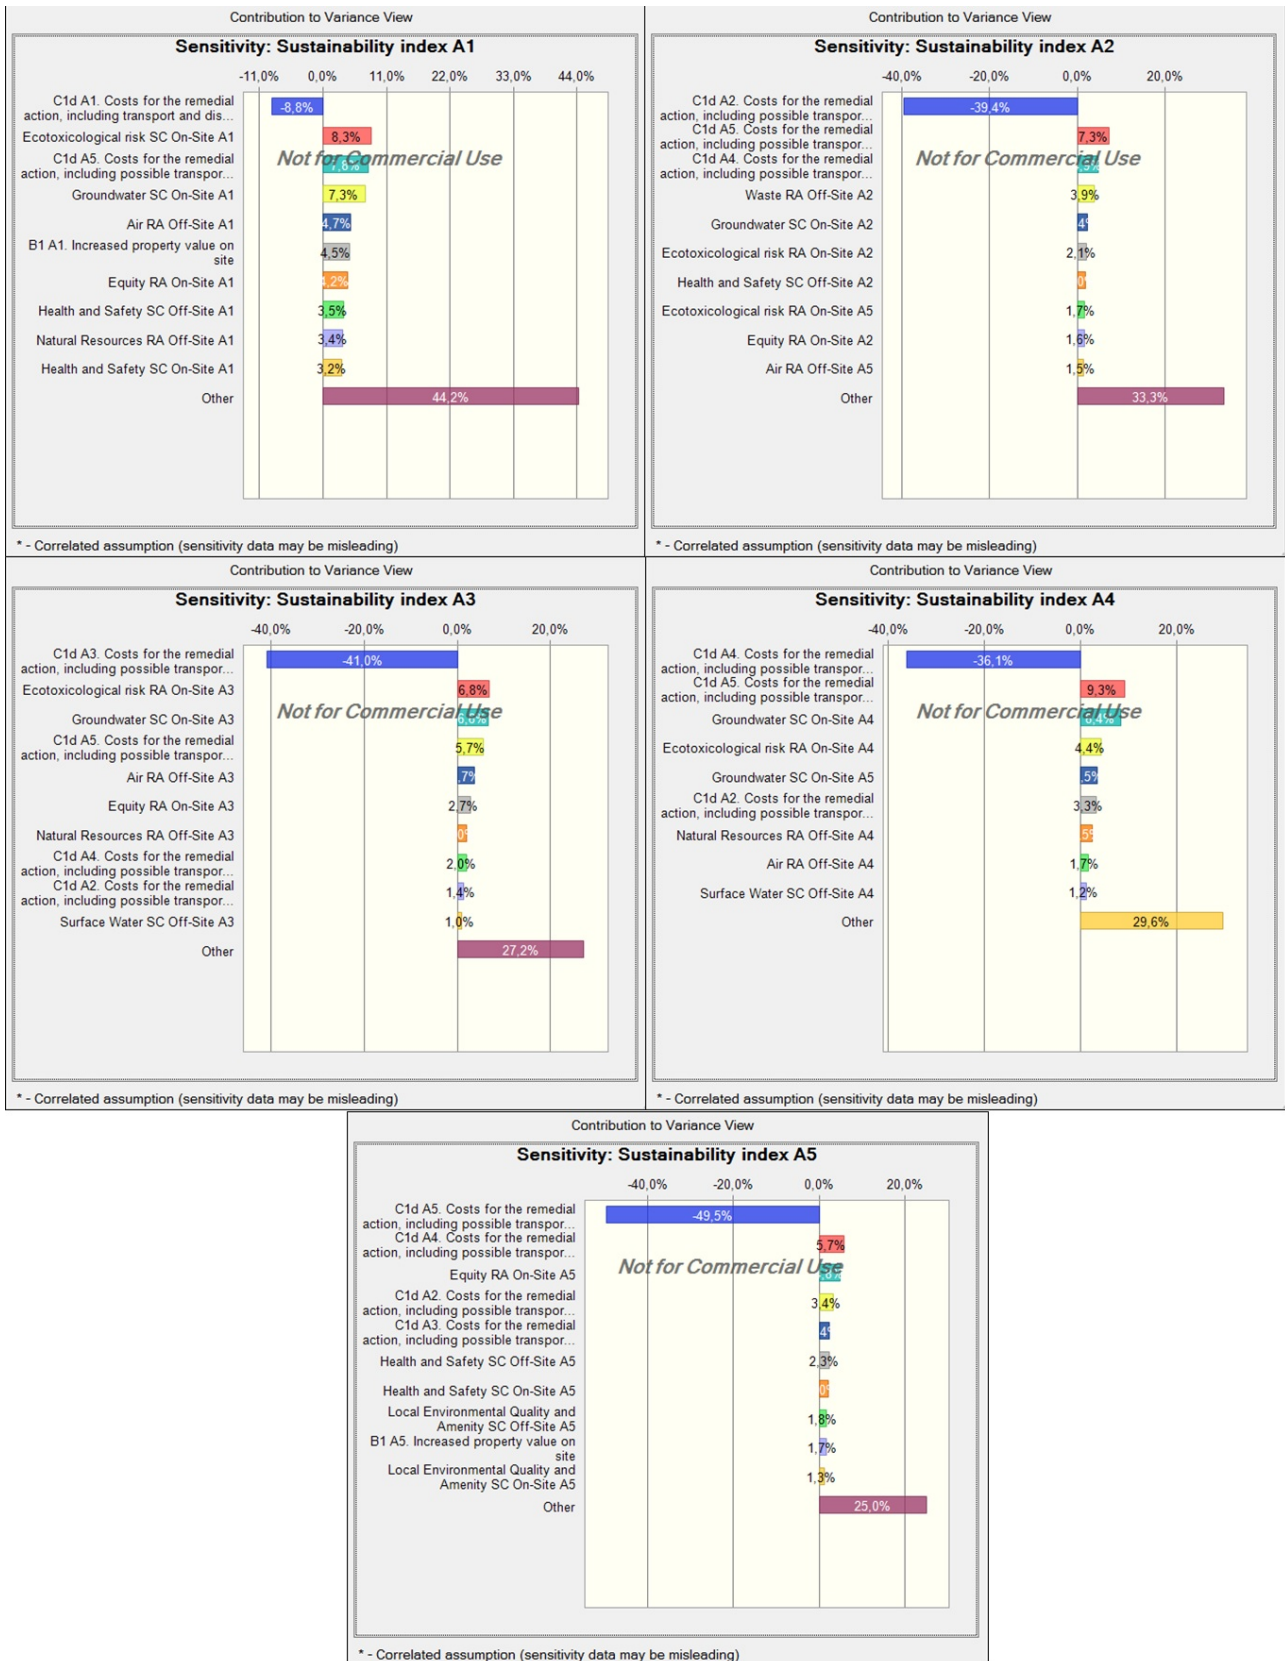 Contribution to Variance View
Sensitivity: Sustainability index A1
-11,0% 0,0% 11,0% 22,0% 33,0% 44,0%
C1d A1. Costs for the remedial
action, including transport and dis...
-8,8%
Ecotoxicological risk SC On-Site A1
8,3%
C1d A5. Costs for the remedial
action, including possible transpor...
7,8%
Not for Commercial Use
Groundwater SC On-Site A1
7,3%
Air RA Off-Site A1
4,7%
B1 A1. Increased property value on
site
4,5%
Equity RA On-Site A1
4,2%
Health and Safety SC Off-Site A1
3,5%
Natural Resources RA Off-Site A1
3,4%
Health and Safety SC On-Site A1
3,2%
Other
44,2%
* - Correlated assumption (sensitivity data may be misleading)
Contribution to Variance View
Sensitivity: Sustainability index A2
-40,0% -20,0% 0,0% 20,0%
C1d A2. Costs for the remedial
action, including possible transpor...
-39,4%
C1d A5. Costs for the remedial
action, including possible transpor...
7,3%
C1d A4. Costs for the remedial
action, including possible transpor...
Not for Commercial Use
Waste RA Off-Site A2
3,9%
Groundwater SC On-Site A2
Ecotoxicological risk RA On-Site A2
2,1%
Health and Safety SC Off-Site A2
Ecotoxicological risk RA On-Site A5
1,7%
Equity RA On-Site A2
1,6%
Air RA Off-Site A5
1,5%
Other
33,3%
* - Correlated assumption (sensitivity data may be misleading)
Contribution to Variance View
Sensitivity: Sustainability index A3
-40,0% -20,0% 0,0% 20,0%
C1d A3. Costs for the remedial
action, including possible transpor...
-41,0%
Ecotoxicological risk RA On-Site A3
6,8%
Groundwater SC On-Site A3
Not for Commercial Use
C1d A5. Costs for the remedial
action, including possible transpor...
5,7%
Air RA Off-Site A3
,7%
Equity RA On-Site A3
2,7%
Natural Resources RA Off-Site A3
C1d A4. Costs for the remedial
action, including possible transpor...
2,0%
C1d A2. Costs for the remedial
action, including possible transpor...
1,4%
Surface Water SC Off-Site A3
1,0%
Other
27,2%
* - Correlated assumption (sensitivity data may be misleading)
Contribution to Variance View
Sensitivity: Sustainability index A4
-40,0% -20,0% 0,0% 20,0%
C1d A4. Costs for the remedial
action, including possible transpor...
-36,1%
C1d A5. Costs for the remedial
action, including possible transpor...
9,3%
Groundwater SC On-Site A4
Not for Commercial Use
Ecotoxicological risk RA On-Site A4
4,4%
Groundwater SC On-Site A5
,5%
C1d A2. Costs for the remedial
action, including possible transpor...
3,3%
Natural Resources RA Off-Site A4
Air RA Off-Site A4
1,7%
Surface Water SC Off-Site A4
1,2%
Other
29,6%
* - Correlated assumption (sensitivity data may be misleading)
Contribution to Variance View
Sensitivity: Sustainability index A5
-40,0% -20,0% 0,0% 20,0%
C1d A5. Costs for the remedial
action, including possible transpor...
-49,5%
C1d A4. Costs for the remedial
action, including possible transpor...
5,7%
Equity RA On-Site A5
Not for Commercial Use
C1d A2. Costs for the remedial
action, including possible transpor...
3,4%
C1d A3. Costs for the remedial
action, including possible transpor...
Health and Safety SC Off-Site A5
2,3%
Health and Safety SC On-Site A5
Local Environmental Quality and
Amenity SC Off-Site A5
1,8%
B1 A5. Increased property value on
site
1,7%
Local Environmental Quality and
Amenity SC On-Site A5
1,3%
Other
25,0%
* - Correlated assumption (sensitivity data may be misleading)